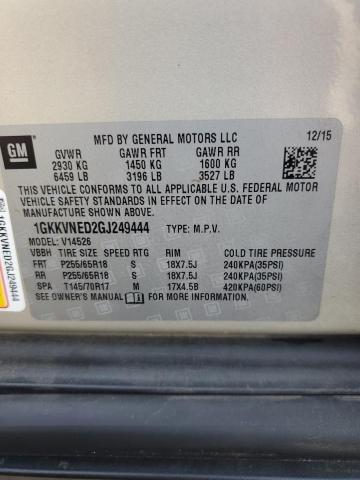 GM
MFD BY GENERAL MOTORS LLC 12/15
GVWR GAWR FRT GAWR RR
2930 KG 1450 KG 1600 KG
6459 LB 3196 LB 3527 LB
THIS VEHICLE CONFORMS TO ALL APPLICABLE U.S. FEDERAL MOTOR
VEHICLE SAFETY AND THEFT PREVENTION STANDARDS
IN EFFECT ON THE DATE OF
MANUFACTURE SHOWN ABOVE.
1GKKVNED2GJ249444 TYPE: M.P.V.
MODEL: V14526
VBBH TIRE SIZE SPEED RTG RIM COLD TIRE PRESSURE
FRT P255/65R18 S 18X7.5J 240KPA(35PSI)
RR P255/65R18 S 18X7.5J 240KPA(35PSI)
SPA T145/70R17 M 17X4.5B 420KPA(60PSI)
SEE OWNER'S MANUAL FOR MORE INFORMATION.
1GKKVNED2GJ249444